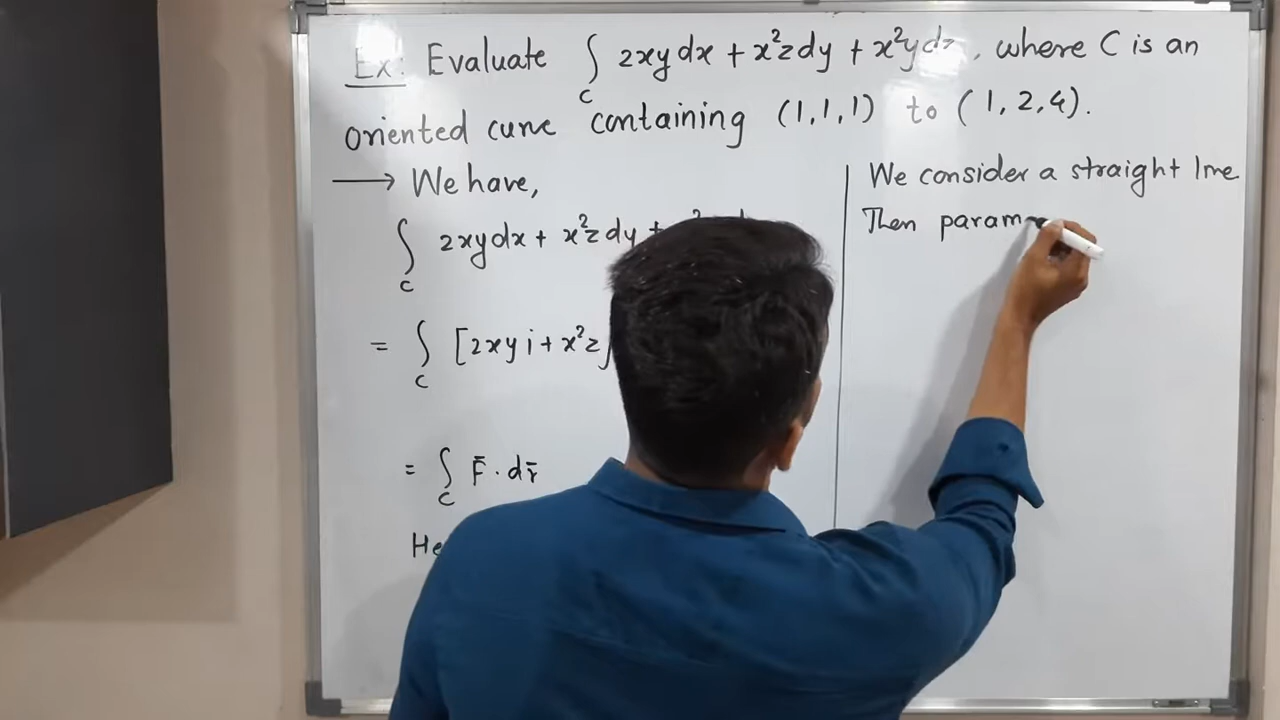 Ex: Evaluate ∫_C 2xy dx + x²z dy + x²y dz, where C is an
oriented curve containing (1,1,1) to (1,2,4).
→ We have,
∫_C 2xy dx + x²z dy +
= ∫_C [2xy i + x²z j
= ∫_C F̄ · dr̄
We consider a straight line
Then param